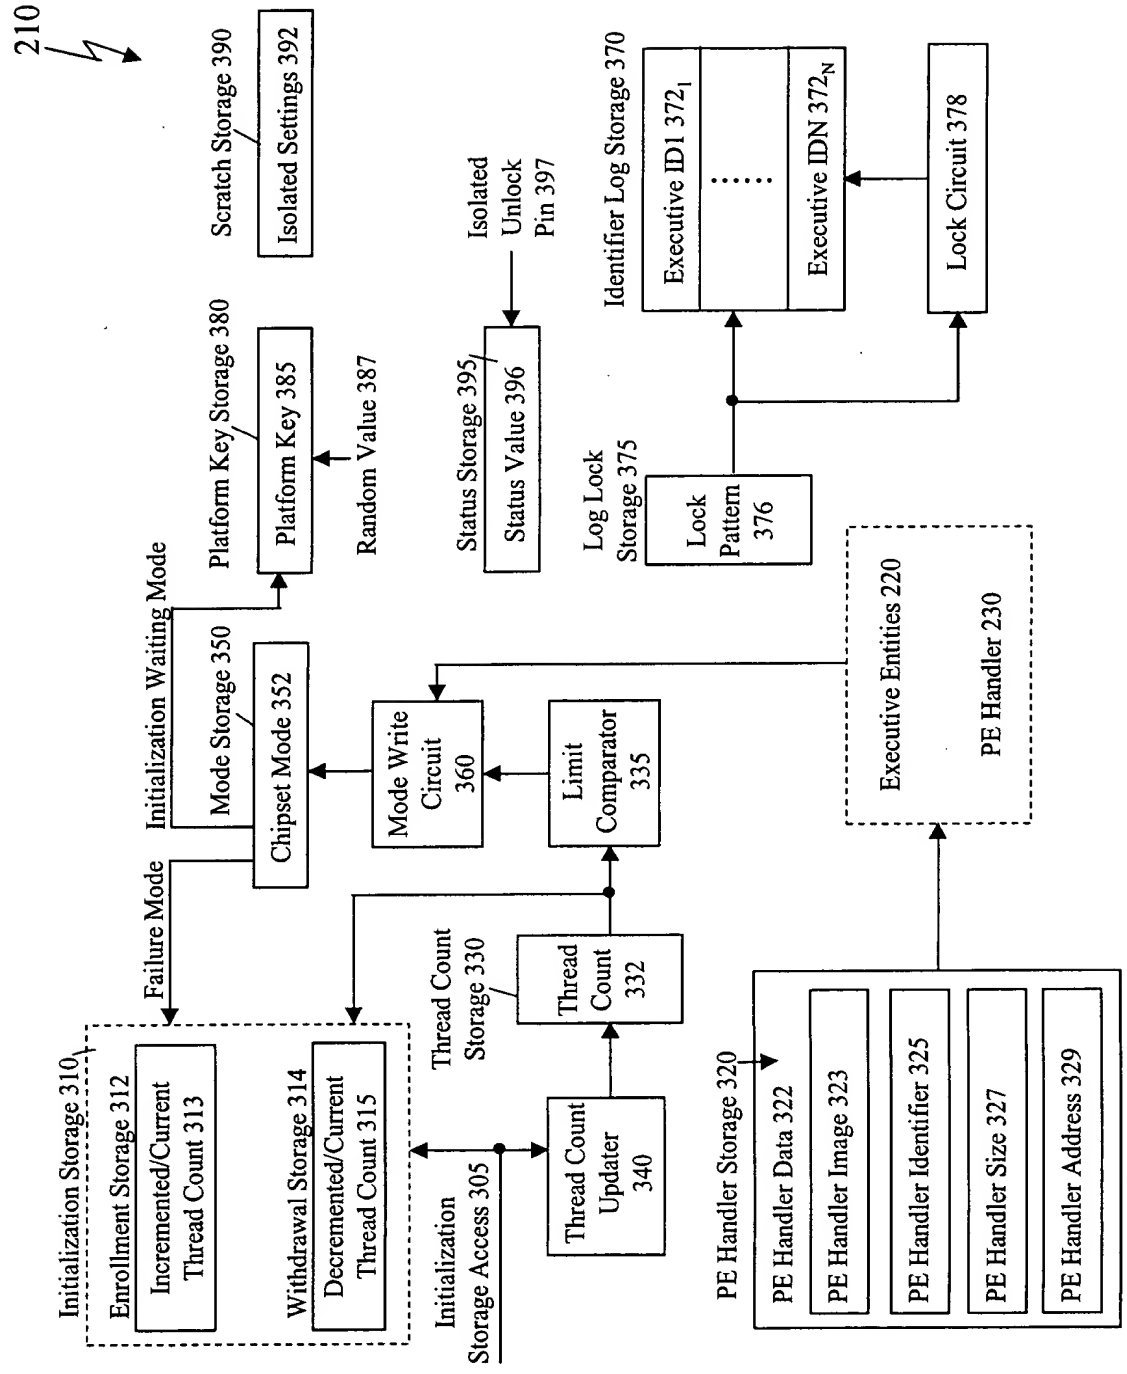 210
Initialization Storage 310
Enrollment Storage 312
Incremented/Current
Thread Count 313
Withdrawal Storage 314
Decremented/Current
Thread Count 315
Failure Mode
Initialization Waiting Mode
Mode Storage 350
Chipset Mode 352
Platform Key Storage 380
Platform Key 385
Random Value 387
Scratch Storage 390
Isolated Settings 392
Initialization
Storage Access 305
Thread Count
Storage 330
Thread
Count
332
Thread Count
Updater
340
Mode Write
Circuit
360
Limit
Comparator
335
Status Storage 395
Status Value 396
Isolated
Unlock
Pin 397
Log Lock
Storage 375
Lock
Pattern
376
Identifier Log Storage 370
Executive ID1 372₁
......
Executive IDN 372ₙ
Lock Circuit 378
PE Handler Storage 320
PE Handler Data 322
PE Handler Image 323
PE Handler Identifier 325
PE Handler Size 327
PE Handler Address 329
Executive Entities 220
PE Handler 230